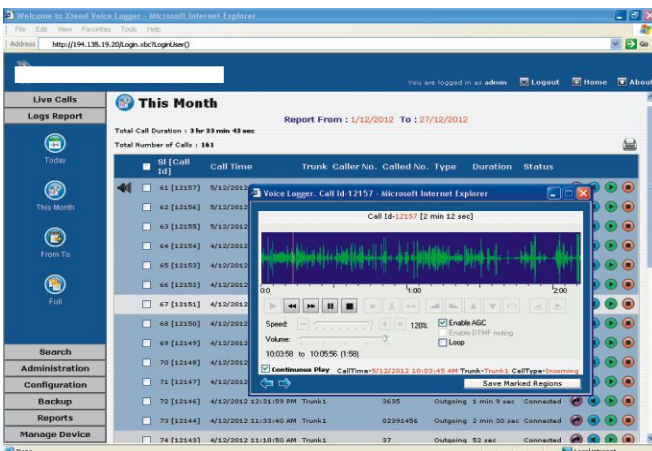 Welcome to Xtend Voice Logger - Microsoft Internet Explorer
File Edit View Favorites Tools Help
Address http://194.135.19.20/Login.xbc?LoginUser() Go
You are logged in as admin Logout Home About
Live Calls
Logs Report
Today
This Month
From To
Full
Search
Administration
Configuration
Backup
Reports
Manage Device
This Month
Report From : 1/12/2012 To : 27/12/2012
Total Call Duration : 3 hr 33 min 43 sec
Total Number of Calls : 161
Sl [Call Id] Call Time Trunk Caller No. Called No. Type Duration Status
61 [12157] 5/12/2012
62 [12156] 5/12/2012
63 [12155] 5/12/2012
64 [12154] 4/12/2012
65 [12153] 4/12/2012
66 [12152] 4/12/2012
67 [12151] 4/12/2012
68 [12150] 4/12/2012
69 [12149] 4/12/2012
70 [12148] 4/12/2012
71 [12147] 4/12/2012
72 [12146] 4/12/2012 12:31:59 PM Trunk1 3635 Outgoing 1 min 9 sec Connected
73 [12144] 4/12/2012 11:33:40 AM Trunk1 02391456 Outgoing 2 min 30 sec Connected
74 [12143] 4/12/2012 11:10:50 AM Trunk1 37 Outgoing 52 sec Connected
Voice Logger. Call Id-12157 - Microsoft Internet Explorer
Call Id-12157 [2 min 12 sec]
0:0 1:00 2:00
Speed: 120% Enable AGC
Enable DTMF muting
Volume: Loop
10:03:58 to 10:05:56 (1:58)
Continuous Play CallTime-5/12/2012 10:03:45 AM Trunk-Trunk1 CallType-Incoming
Save Marked Regions
Done Local intranet